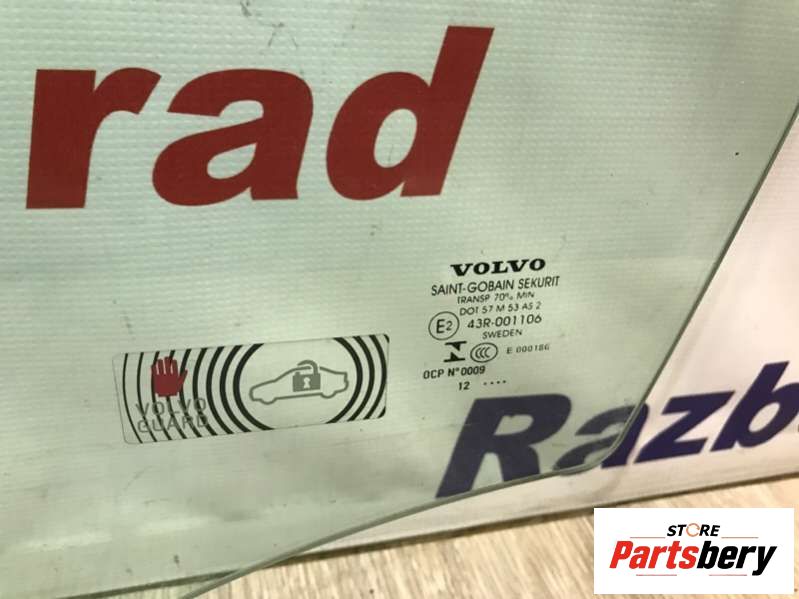 rad
VOLVO
SAINT-GOBAIN SEKURIT
TRANSP 70% MIN
DOT 57 M 53 AS 2
E2 43R-001106
SWEDEN
CCC E 000186
OCP N°0009
12 ....
VOLVO
GUARD
Razb
STORE
Partsbery